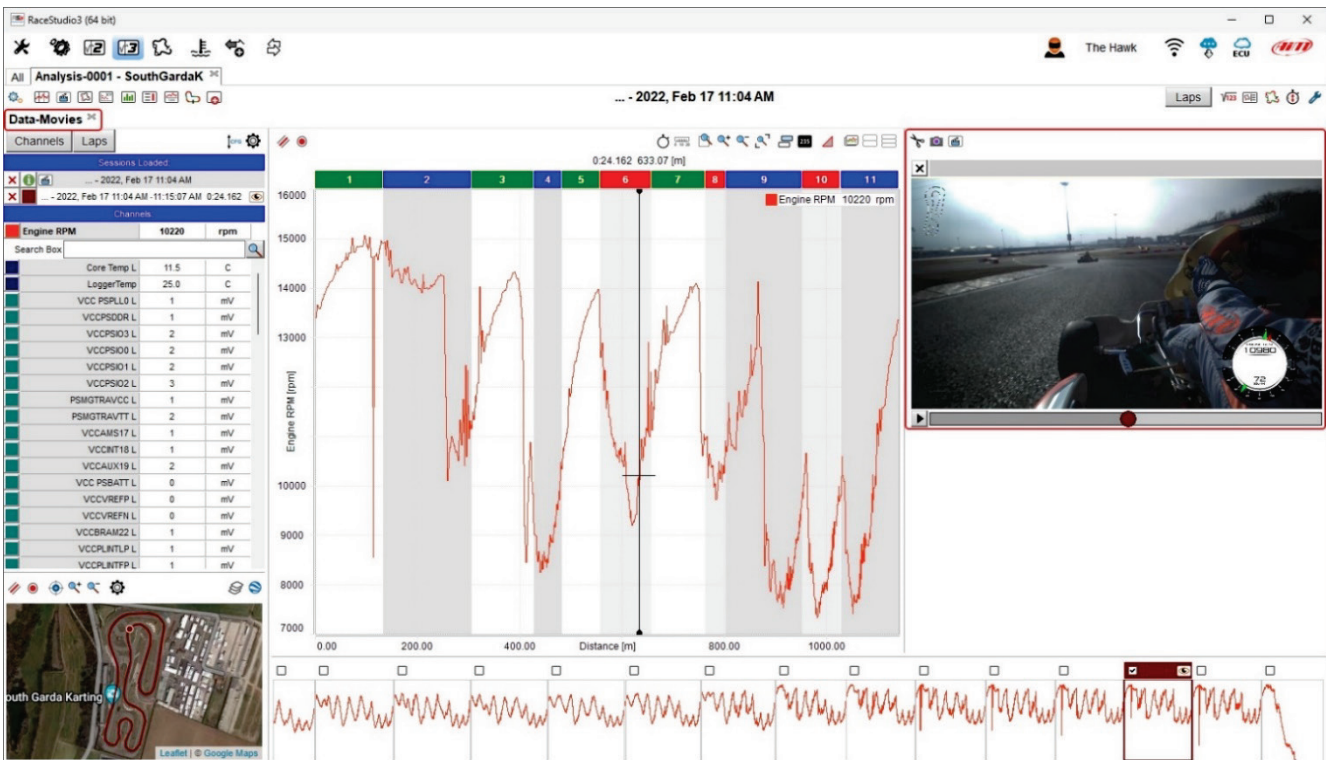 RaceStudio3 (64 bit)
The Hawk
ECU
AiM
All Analysis-0001 - SouthGardaK
... - 2022, Feb 17 11:04 AM
Laps
Data-Movies
Channels Laps
0:24.162 633.07 [m]
Sessions Loaded:
... - 2022, Feb 17 11:04 AM
... - 2022, Feb 17 11:04 AM -11:15:07 AM 0:24.162
Channels
Engine RPM 10220 rpm
Search Box
Core Temp L 11.5 C
LoggerTemp 25.0 C
VCC PSPLL0 L 1 mV
VCCPSDDR L 1 mV
VCCPSIO3 L 2 mV
VCCPSIO0 L 2 mV
VCCPSIO1 L 2 mV
VCCPSIO2 L 3 mV
PSMGTRAVCC L 1 mV
PSMGTRAVTT L 2 mV
VCCAMS17 L 1 mV
VCCINT18 L 1 mV
VCCAUX19 L 2 mV
VCC PSBATT L 0 mV
VCCVREFP L 0 mV
VCCVREFN L 0 mV
VCCBRAM22 L 1 mV
VCCPLINTLP L 1 mV
VCCPLINTFP L 1 mV
1 2 3 4 5 6 7 8 9 10 11
Engine RPM 10220 rpm
16000
15000
14000
13000
Engine RPM [rpm]
10000
9000
8000
7000
0.00 200.00 400.00 Distance [m] 800.00 1000.00
10980
outh Garda Karting
Leaflet | © Google Maps